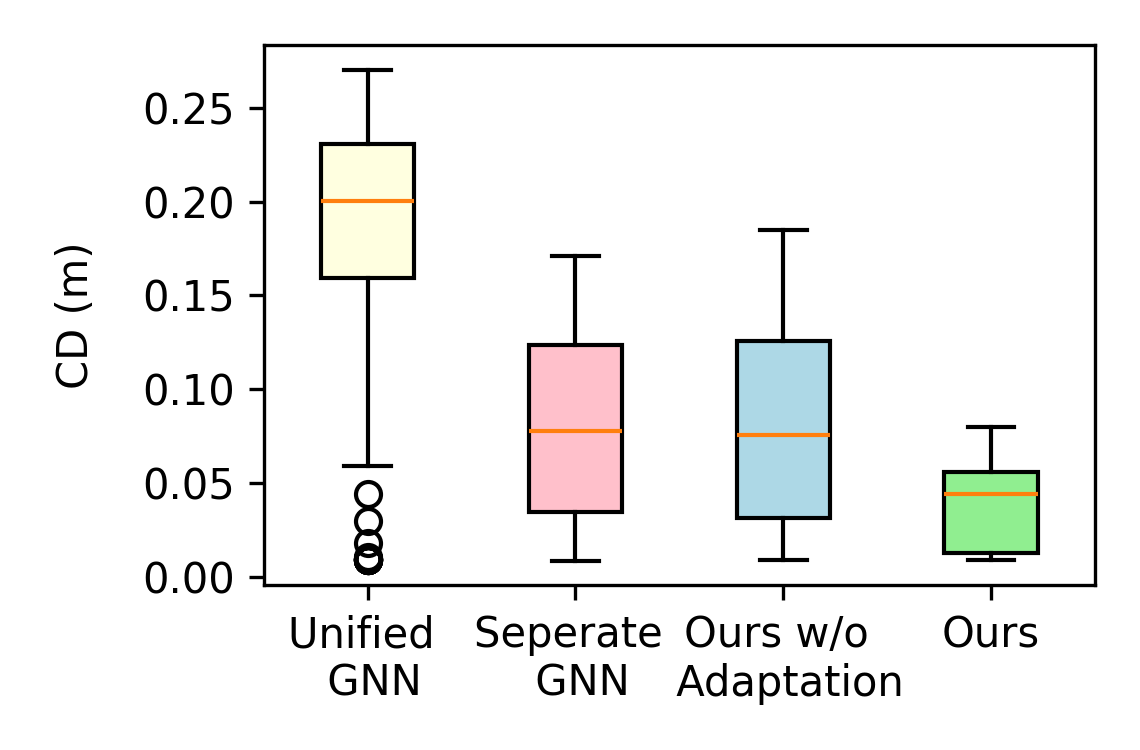 CD (m)
0.25
0.20
0.15
0.10
0.05
0.00
Unified
GNN
Seperate
GNN
Ours w/o
Adaptation
Ours